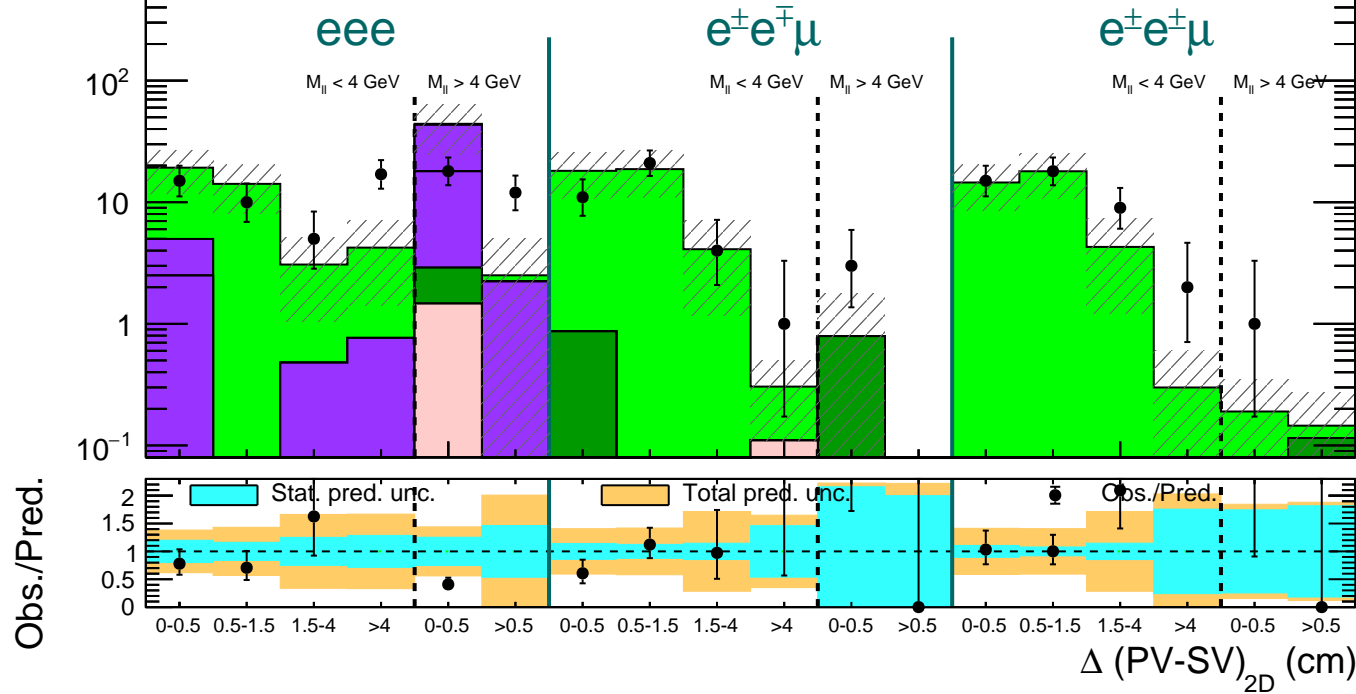 eee e±e∓μ e±e±μ
M_ll < 4 GeV M_ll > 4 GeV M_ll < 4 GeV M_ll > 4 GeV M_ll < 4 GeV M_ll > 4 GeV
10²
10
1
10⁻¹
Obs./Pred.
Stat. pred. unc. Total pred. unc. Obs./Pred.
2
1.5
1
0.5
0
0-0.5 0.5-1.5 1.5-4 >4 0-0.5 >0.5 0-0.5 0.5-1.5 1.5-4 >4 0-0.5 >0.5 0-0.5 0.5-1.5 1.5-4 >4 0-0.5 >0.5
Δ (PV-SV)_2D (cm)